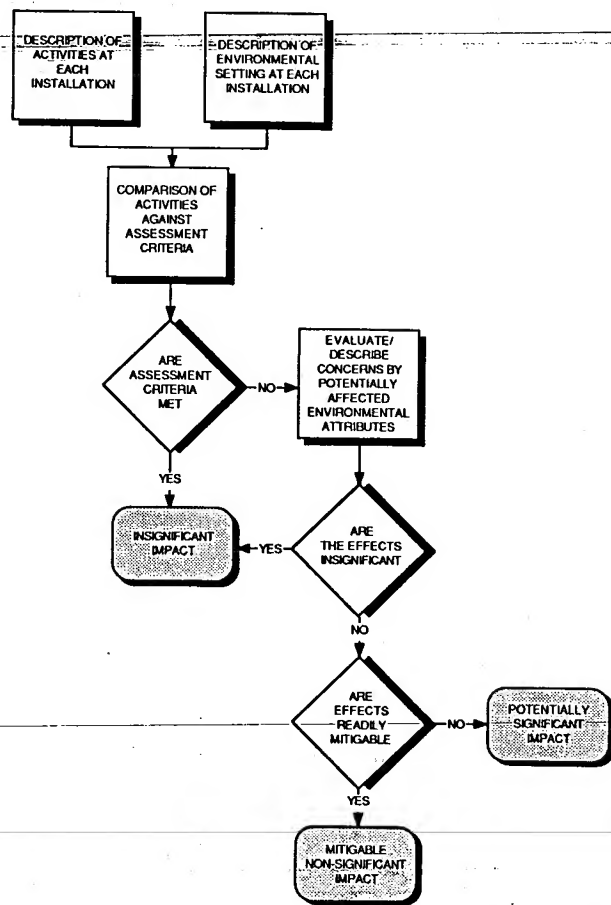 DESCRIPTION OF
ACTIVITIES AT
EACH
INSTALLATION
DESCRIPTION OF
ENVIRONMENTAL
SETTING AT EACH
INSTALLATION
COMPARISON OF
ACTIVITIES
AGAINST
ASSESSMENT
CRITERIA
ARE
ASSESSMENT
CRITERIA
MET
NO
EVALUATE/
DESCRIBE
CONCERNS BY
POTENTIALLY
AFFECTED
ENVIRONMENTAL
ATTRIBUTES
YES
INSIGNIFICANT
IMPACT
YES
ARE
THE EFFECTS
INSIGNIFICANT
NO
ARE
EFFECTS
READILY
MITIGABLE
NO
POTENTIALLY
SIGNIFICANT
IMPACT
YES
MITIGABLE
NON-SIGNIFICANT
IMPACT